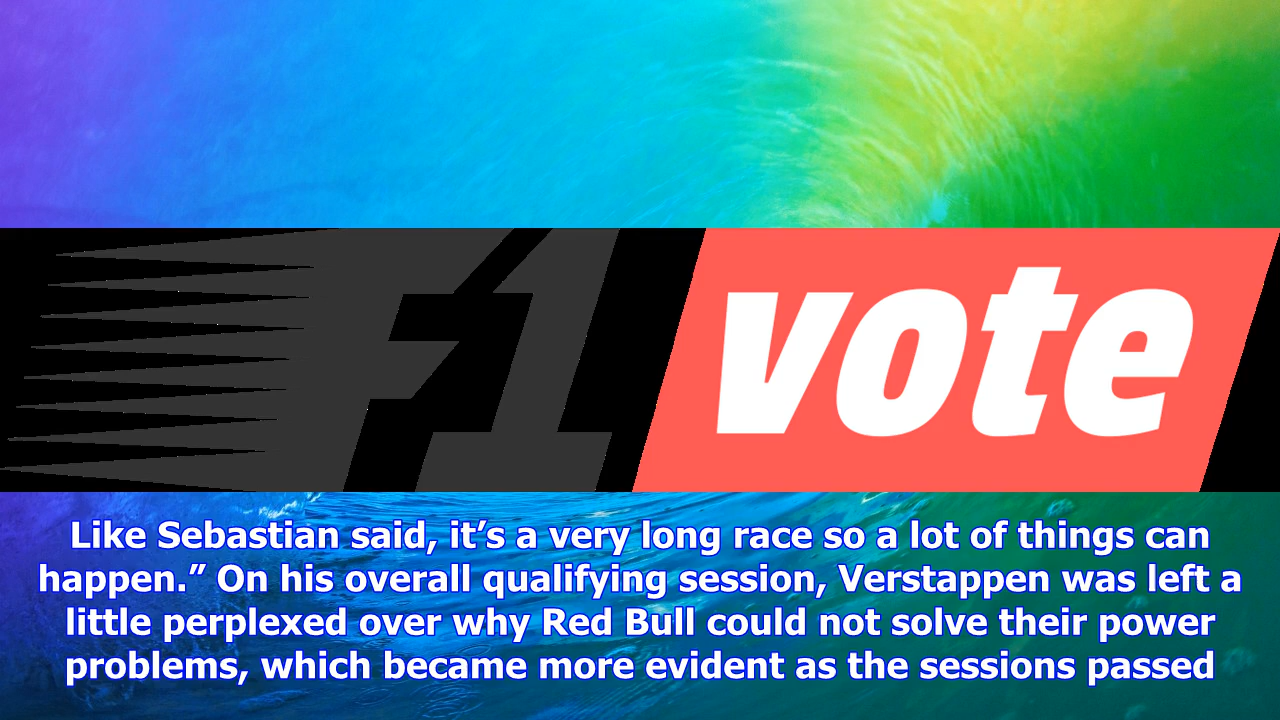 F1 vote
Like Sebastian said, it’s a very long race so a lot of things can
happen.” On his overall qualifying session, Verstappen was left a
little perplexed over why Red Bull could not solve their power
problems, which became more evident as the sessions passed